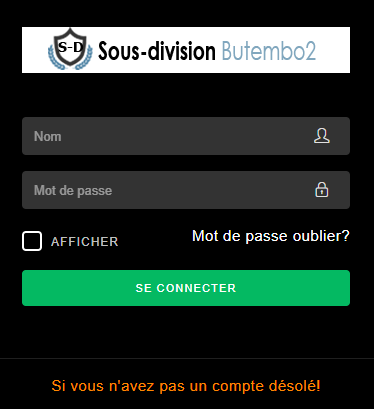 S-D Sous-division Butembo2
Nom
Mot de passe
AFFICHER
Mot de passe oublier?
SE CONNECTER
Si vous n'avez pas un compte désolé!